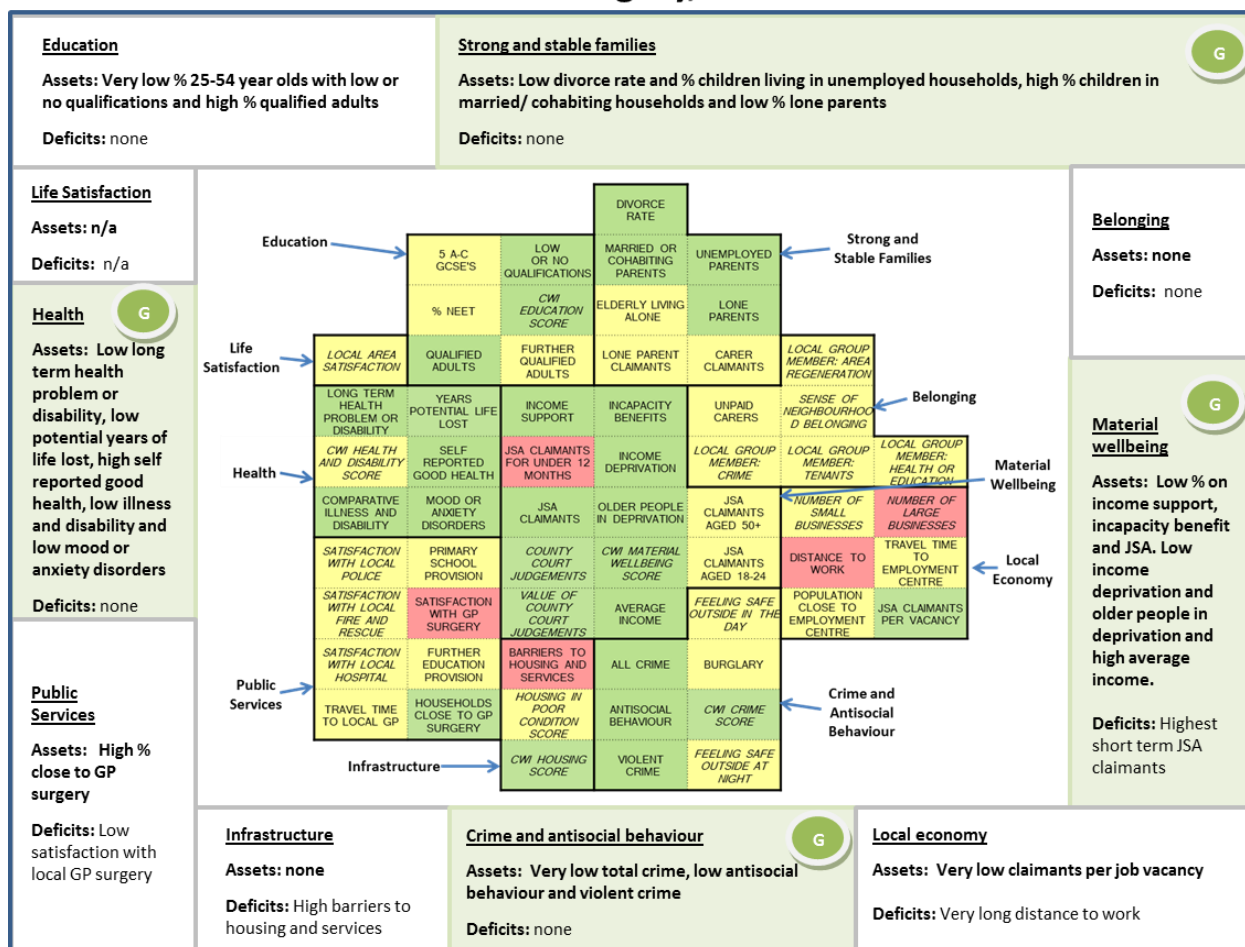 Education
Assets: Very low % 25-54 year olds with low or
no qualifications and high % qualified adults
Deficits: none
Strong and stable families
G
Assets: Low divorce rate and % children living in unemployed households, high % children in
married/ cohabiting households and low % lone parents
Deficits: none
Life Satisfaction
Assets: n/a
Deficits: n/a
Health
G
Assets: Low long
term health
problem or
disability, low
potential years of
life lost, high self
reported good
health, low illness
and disability and
low mood or
anxiety disorders
Deficits: none
Public
Services
Assets: High %
close to GP
surgery
Deficits: Low
satisfaction with
local GP surgery
Education
Strong and
Stable Families
Life
Satisfaction
Belonging
Health
Material
Wellbeing
Local
Economy
Public
Services
Crime and
Antisocial
Behaviour
Infrastructure
DIVORCE
RATE
5 A-C
GCSE'S
LOW
OR NO
QUALIFICATIONS
MARRIED OR
COHABITING
PARENTS
UNEMPLOYED
PARENTS
% NEET
CWI
EDUCATION
SCORE
ELDERLY LIVING
ALONE
LONE
PARENTS
LOCAL AREA
SATISFACTION
QUALIFIED
ADULTS
FURTHER
QUALIFIED
ADULTS
LONE PARENT
CLAIMANTS
CARER
CLAIMANTS
LOCAL GROUP
MEMBER: AREA
REGENERATION
LONG TERM
HEALTH
PROBLEM OR
DISABILITY
YEARS
POTENTIAL LIFE
LOST
INCOME
SUPPORT
INCAPACITY
BENEFITS
UNPAID
CARERS
SENSE OF
NEIGHBOURHOO
D BELONGING
CWI HEALTH
AND DISABILITY
SCORE
SELF
REPORTED
GOOD HEALTH
JSA CLAIMANTS
FOR UNDER 12
MONTHS
INCOME
DEPRIVATION
LOCAL GROUP
MEMBER:
CRIME
LOCAL GROUP
MEMBER:
TENANTS
LOCAL GROUP
MEMBER:
HEALTH OR
EDUCATION
COMPARATIVE
ILLNESS AND
DISABILITY
MOOD OR
ANXIETY
DISORDERS
JSA
CLAIMANTS
OLDER PEOPLE
IN DEPRIVATION
JSA
CLAIMANTS
AGED 50+
NUMBER OF
SMALL
BUSINESSES
NUMBER OF
LARGE
BUSINESSES
SATISFACTION
WITH LOCAL
POLICE
PRIMARY
SCHOOL
PROVISION
COUNTY
COURT
JUDGEMENTS
CWI MATERIAL
WELLBEING
SCORE
JSA
CLAIMANTS
AGED 18-24
DISTANCE TO
WORK
TRAVEL TIME
TO
EMPLOYMENT
CENTRE
SATISFACTION
WITH LOCAL
FIRE AND
RESCUE
SATISFACTION
WITH GP
SURGERY
VALUE OF
COUNTY
COURT
JUDGEMENTS
AVERAGE
INCOME
FEELING SAFE
OUTSIDE IN THE
DAY
POPULATION
CLOSE TO
EMPLOYMENT
CENTRE
JSA CLAIMANTS
PER VACANCY
SATISFACTION
WITH LOCAL
HOSPITAL
FURTHER
EDUCATION
PROVISION
BARRIERS TO
HOUSING AND
SERVICES
ALL CRIME
BURGLARY
TRAVEL TIME
TO LOCAL GP
HOUSEHOLDS
CLOSE TO GP
SURGERY
HOUSING IN
POOR
CONDITION
SCORE
ANTISOCIAL
BEHAVIOUR
CWI CRIME
SCORE
CWI HOUSING
SCORE
VIOLENT
CRIME
FEELING SAFE
OUTSIDE AT
NIGHT
Belonging
Assets: none
Deficits: none
G
Material
wellbeing
Assets: Low % on
income support,
incapacity benefit
and JSA. Low
income
deprivation and
older people in
deprivation and
high average
income.
Deficits: Highest
short term JSA
claimants
Infrastructure
Assets: none
Deficits: High barriers to
housing and services
Crime and antisocial behaviour
G
Assets: Very low total crime, low antisocial
behaviour and violent crime
Deficits: none
Local economy
Assets: Very low claimants per job vacancy
Deficits: Very long distance to work